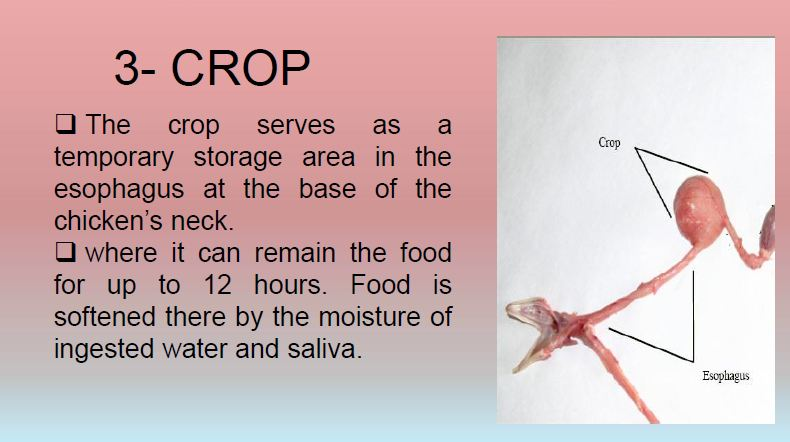 3- CROP
❑ The crop serves as a
temporary storage area in the
esophagus at the base of the
chicken’s neck.
❑ where it can remain the food
for up to 12 hours. Food is
softened there by the moisture of
ingested water and saliva.
Crop
Esophagus